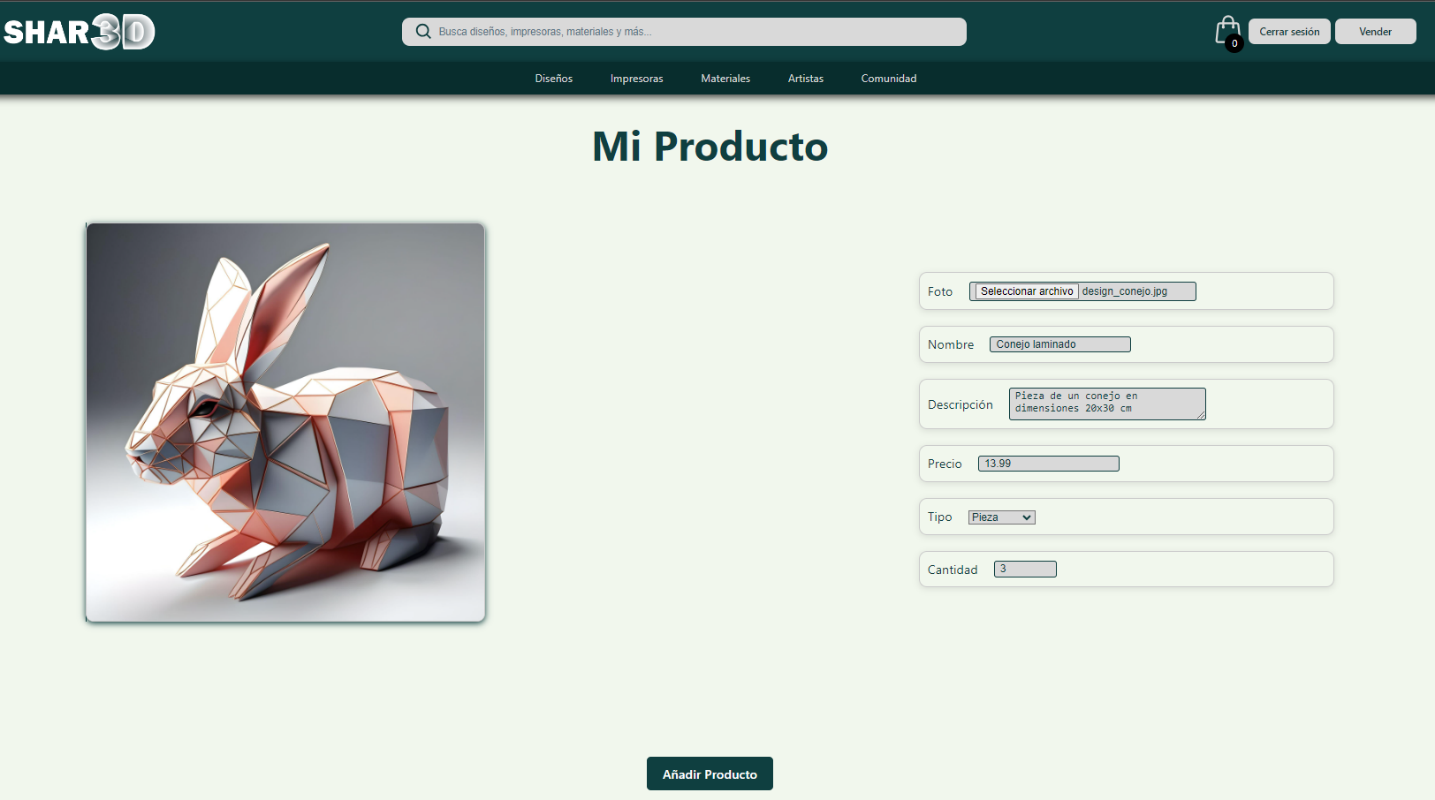 SHAR3D
Busca diseños, impresoras, materiales y más...
0
Cerrar sesión
Vender
Diseños
Impresoras
Materiales
Artistas
Comunidad
Mi Producto
Foto
Seleccionar archivo design_conejo.jpg
Nombre
Conejo laminado
Descripción
Pieza de un conejo en
dimensiones 20x30 cm
Precio
13.99
Tipo
Pieza
Cantidad
3
Añadir Producto